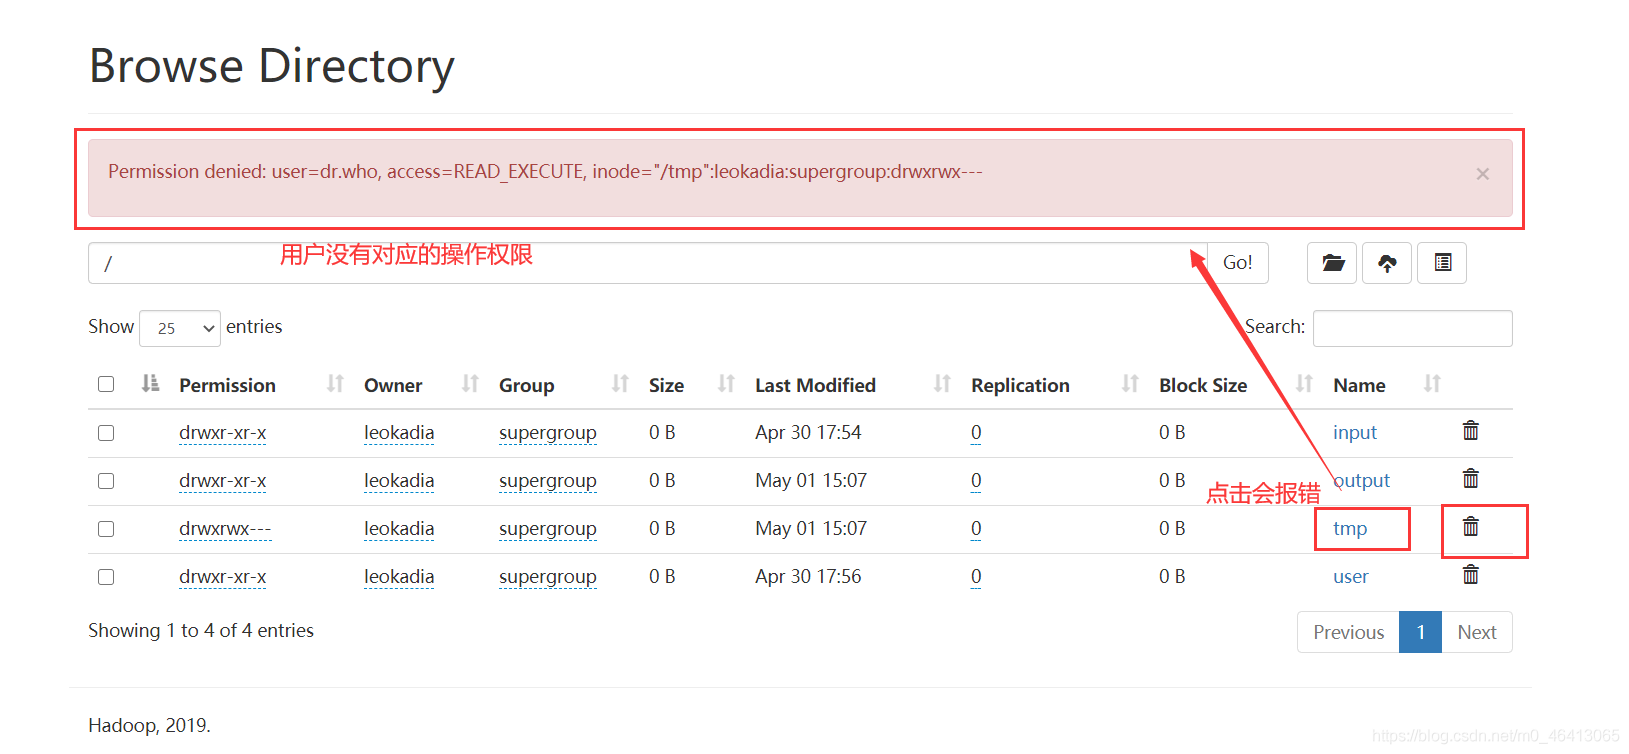 Browse Directory
Permission denied: user=dr.who, access=READ_EXECUTE, inode="/tmp":leokadia:supergroup:drwxrwx---
×
/
用户没有对应的操作权限
Go!
Show 25 entries
Search:
Permission Owner Group Size Last Modified Replication Block Size Name
drwxr-xr-x leokadia supergroup 0 B Apr 30 17:54 0 0 B input
drwxr-xr-x leokadia supergroup 0 B May 01 15:07 0 0 B output
点击会报错
drwxrwx--- leokadia supergroup 0 B May 01 15:07 0 0 B tmp
drwxr-xr-x leokadia supergroup 0 B Apr 30 17:56 0 0 B user
Showing 1 to 4 of 4 entries
Previous 1 Next
Hadoop, 2019.
https://blog.csdn.net/m0_46413065